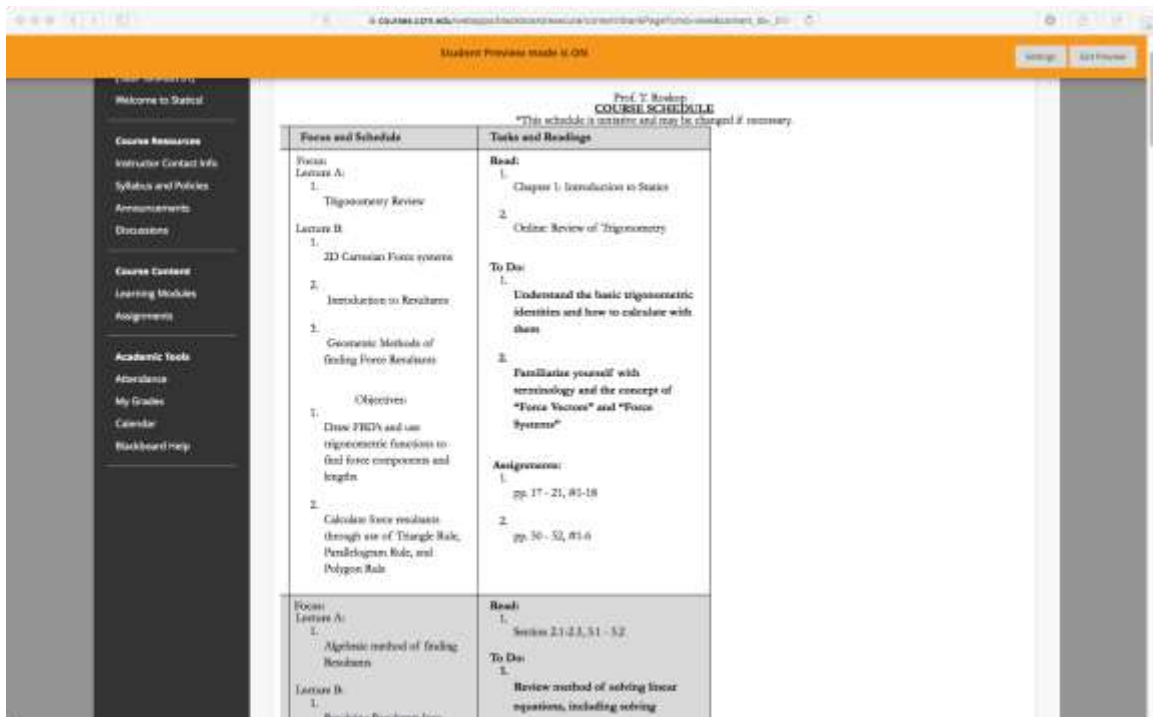 Student Preview mode is ON
Settings
Exit Preview
Welcome to Statics!
Course Resources
Instructor Contact Info
Syllabus and Policies
Announcements
Discussions
Course Content
Learning Modules
Assignments
Academic Tools
Attendance
My Grades
Calendar
Blackboard Help
Prof. T. Roskop
COURSE SCHEDULE
*This schedule is tentative and may be changed if necessary.
Focus and Schedule
Focus:
Lecture A:
1.
Trigonometry Review
Lecture B:
1.
2D Cartesian Force systems
2.
Introduction to Resultants
3.
Geometric Methods of
finding Force Resultants
Objectives:
1.
Draw FBD's and use
trigonometric functions to
find force components and
lengths
2.
Calculate force resultants
through use of Triangle Rule,
Parallelogram Rule, and
Polygon Rule
Tasks and Readings
Read:
1.
Chapter 1: Introduction to Statics
2.
Online: Review of Trigonometry
To Do:
1.
Understand the basic trigonometric
identities and how to calculate with
them
2.
Familiarize yourself with
terminology and the concept of
“Force Vectors” and “Force
Systems”
Assignments:
1.
pp. 17 - 21, #1-18
2.
pp. 50 - 52, #1-6
Focus:
Lecture A:
1.
Algebraic method of finding
Resultants
Lecture B:
1.
Read:
1.
Section 2.1-2.3, 3.1 - 3.2
To Do:
1.
Review method of solving linear
equations, including solving